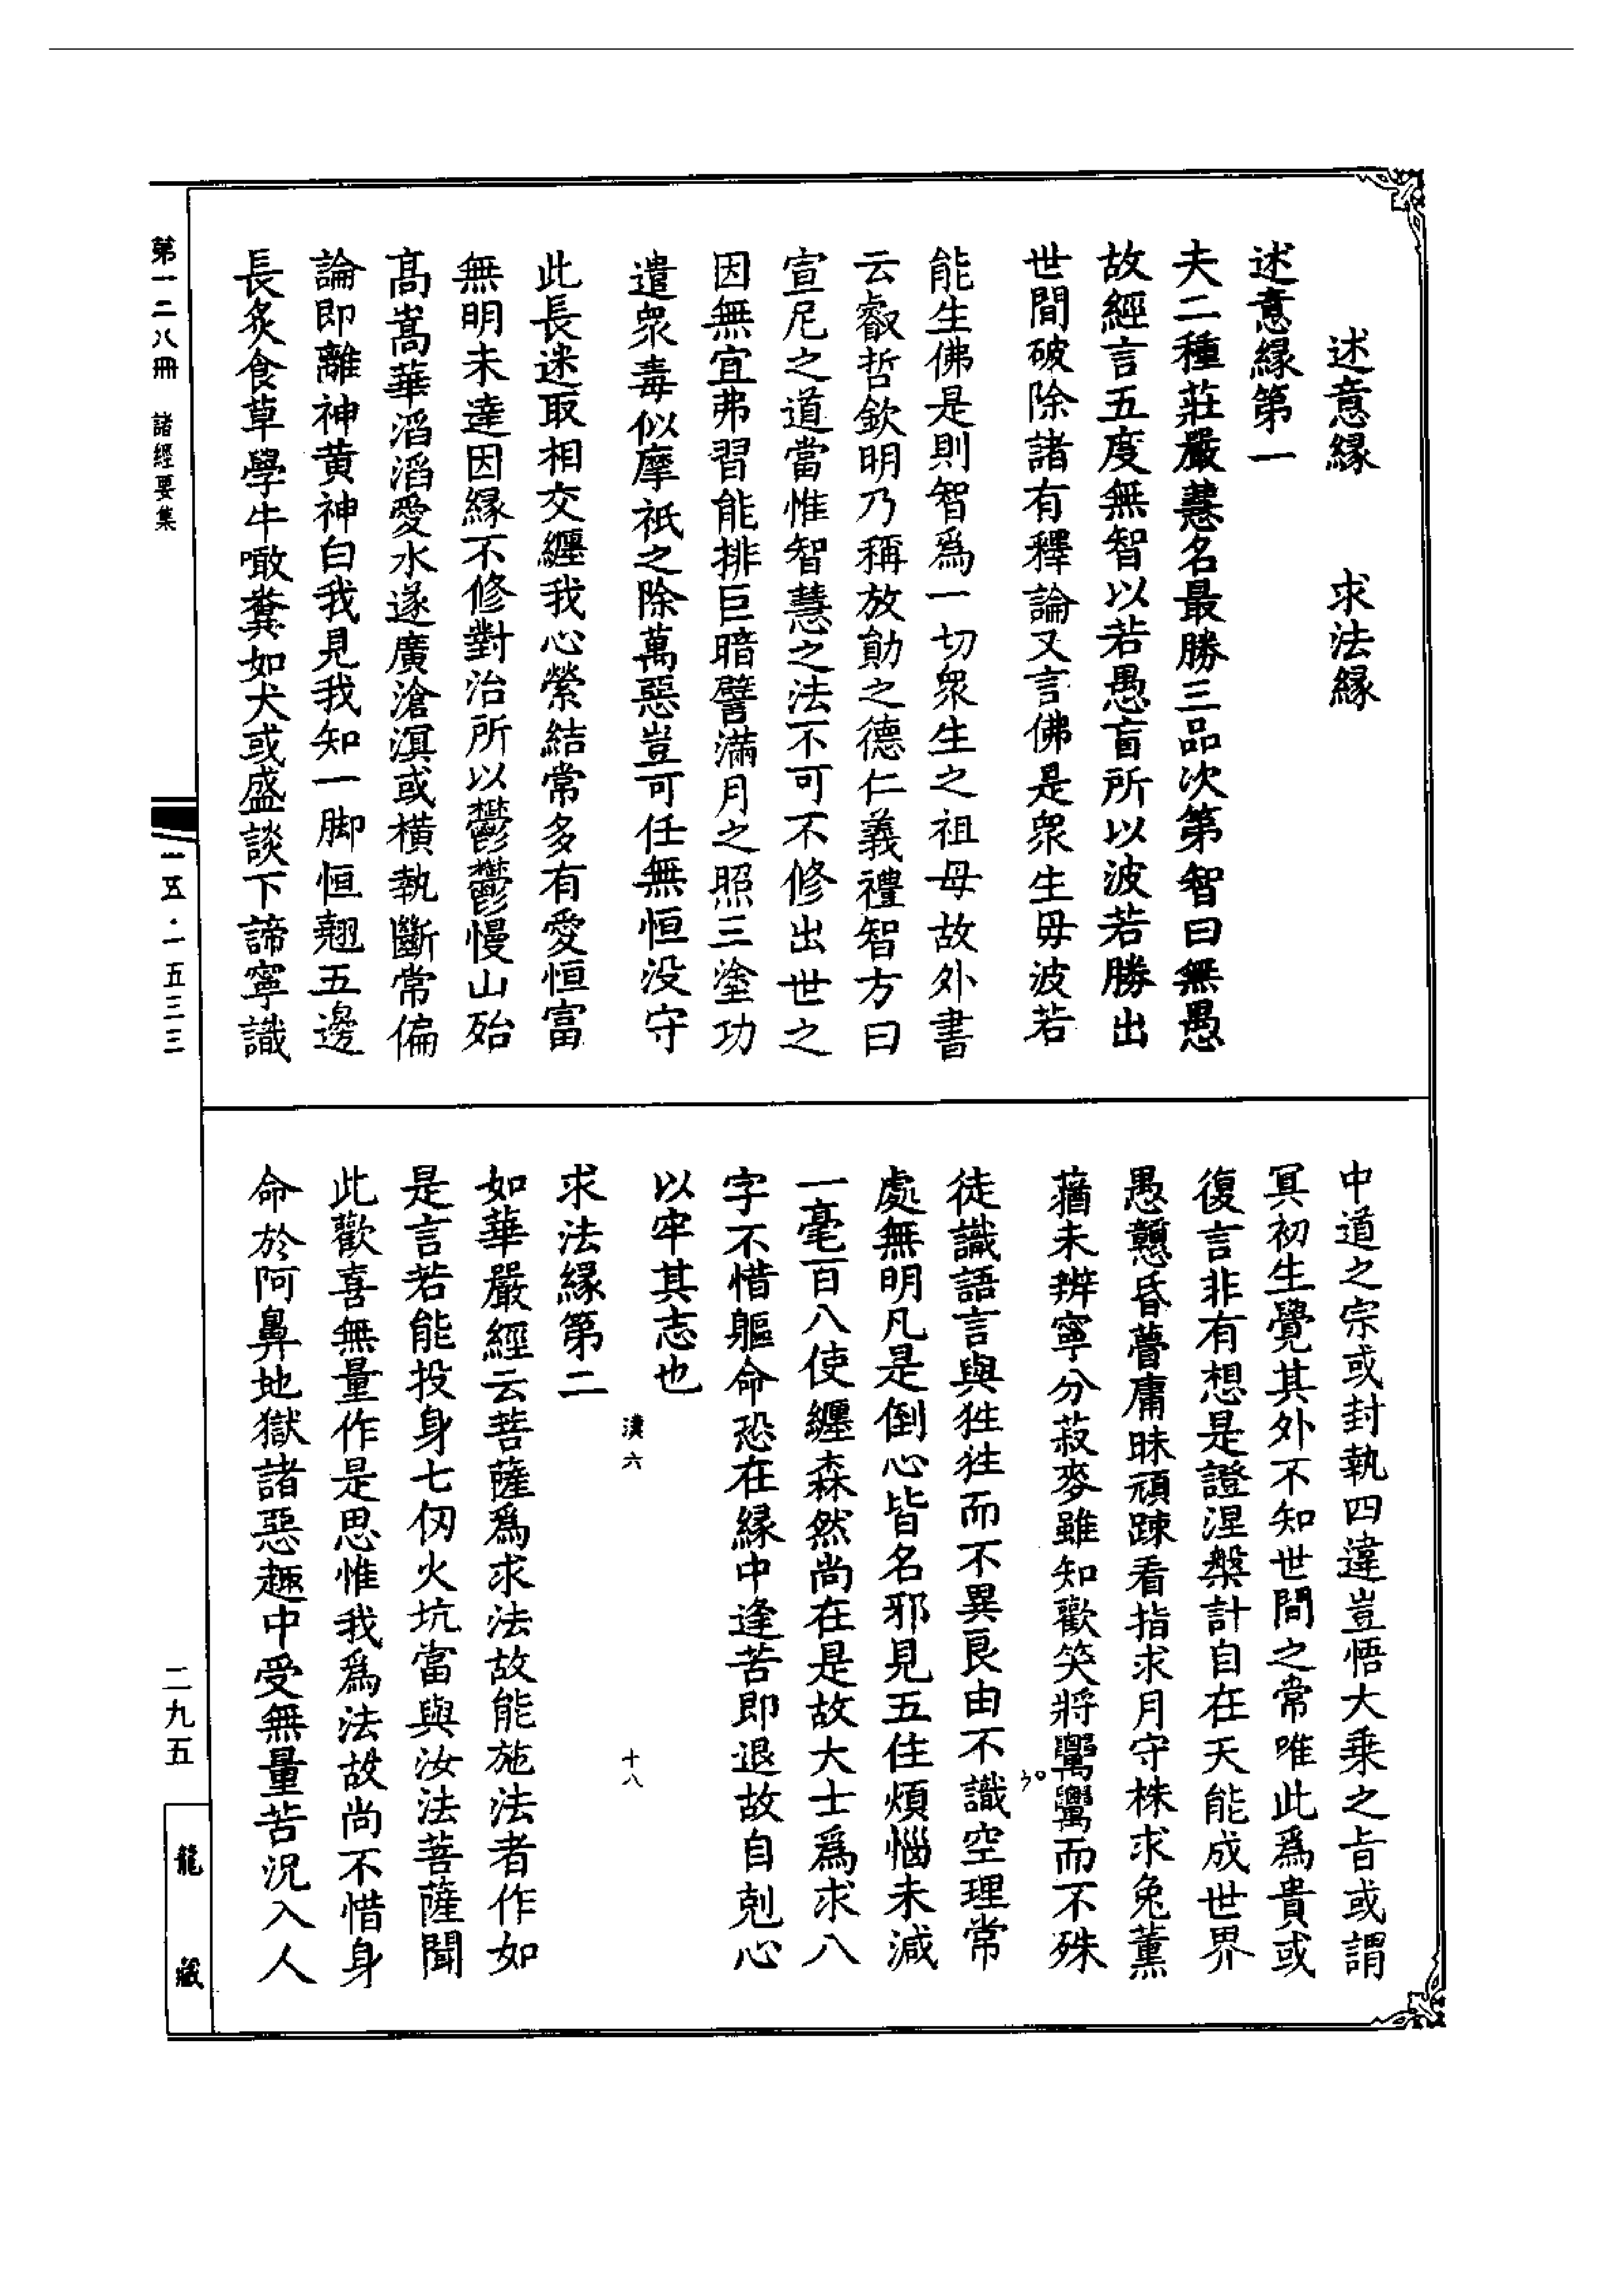 述意緣　求法緣
述意緣第一
夫二種莊嚴慧名最勝三品次第智曰無愚
故經言五度無智以若愚盲所以波若勝出
世間破除諸有釋論又言佛是衆生母波若
能生佛是則智爲一切衆生之祖母故外書
云叡哲欽明乃稱放勛之德仁義禮智方曰
宣尼之道當惟智慧之法不可不修出世之
因無宜弗習能排巨暗譬滿月之照三塗功
遣衆毒似摩祇之除萬惡豈可任無恒没守
此長迷取相交纏我心縈結常多有愛恒富
無明未達因緣不修對治所以鬱鬱慢山殆
高嵩華滔滔愛水遂廣滄溟或橫執斷常偏
論即離神黄神白我見我知一脚恒翹五邊
長炙食草學牛噉糞如犬或盛談下諦寧識
中道之宗或封執四違豈悟大乗之旨或謂
冥初生覺其外不知世間之常唯此爲貴或
復言非有想是證涅槃計自在天能成世界
愚戇昏瞢庸昧頑踈看指求月守株求兔薰
蕕未辨寧分菽麥雖知歡笑將𩴂𩴂而不殊
徒識語言與狌狌而不異良由不識空理常
處無明凡是倒心皆名邪見五住煩惱未減
一毫百八使纏森然尚在是故大士爲求八
字不惜軀命恐在緣中逢苦即退故自剋心
以牢其志也
漢六　十八
求法緣第二
如華嚴經云菩薩爲求法故能施法者作如
是言若能投身七仞火坑當與汝法菩薩聞
此歡喜無量作是思惟我爲法故尚不惜身
命於阿鼻地獄諸惡趣中受無量苦况入人
第一二八冊　諸經要集
一五·一五三三
二九五
龍藏